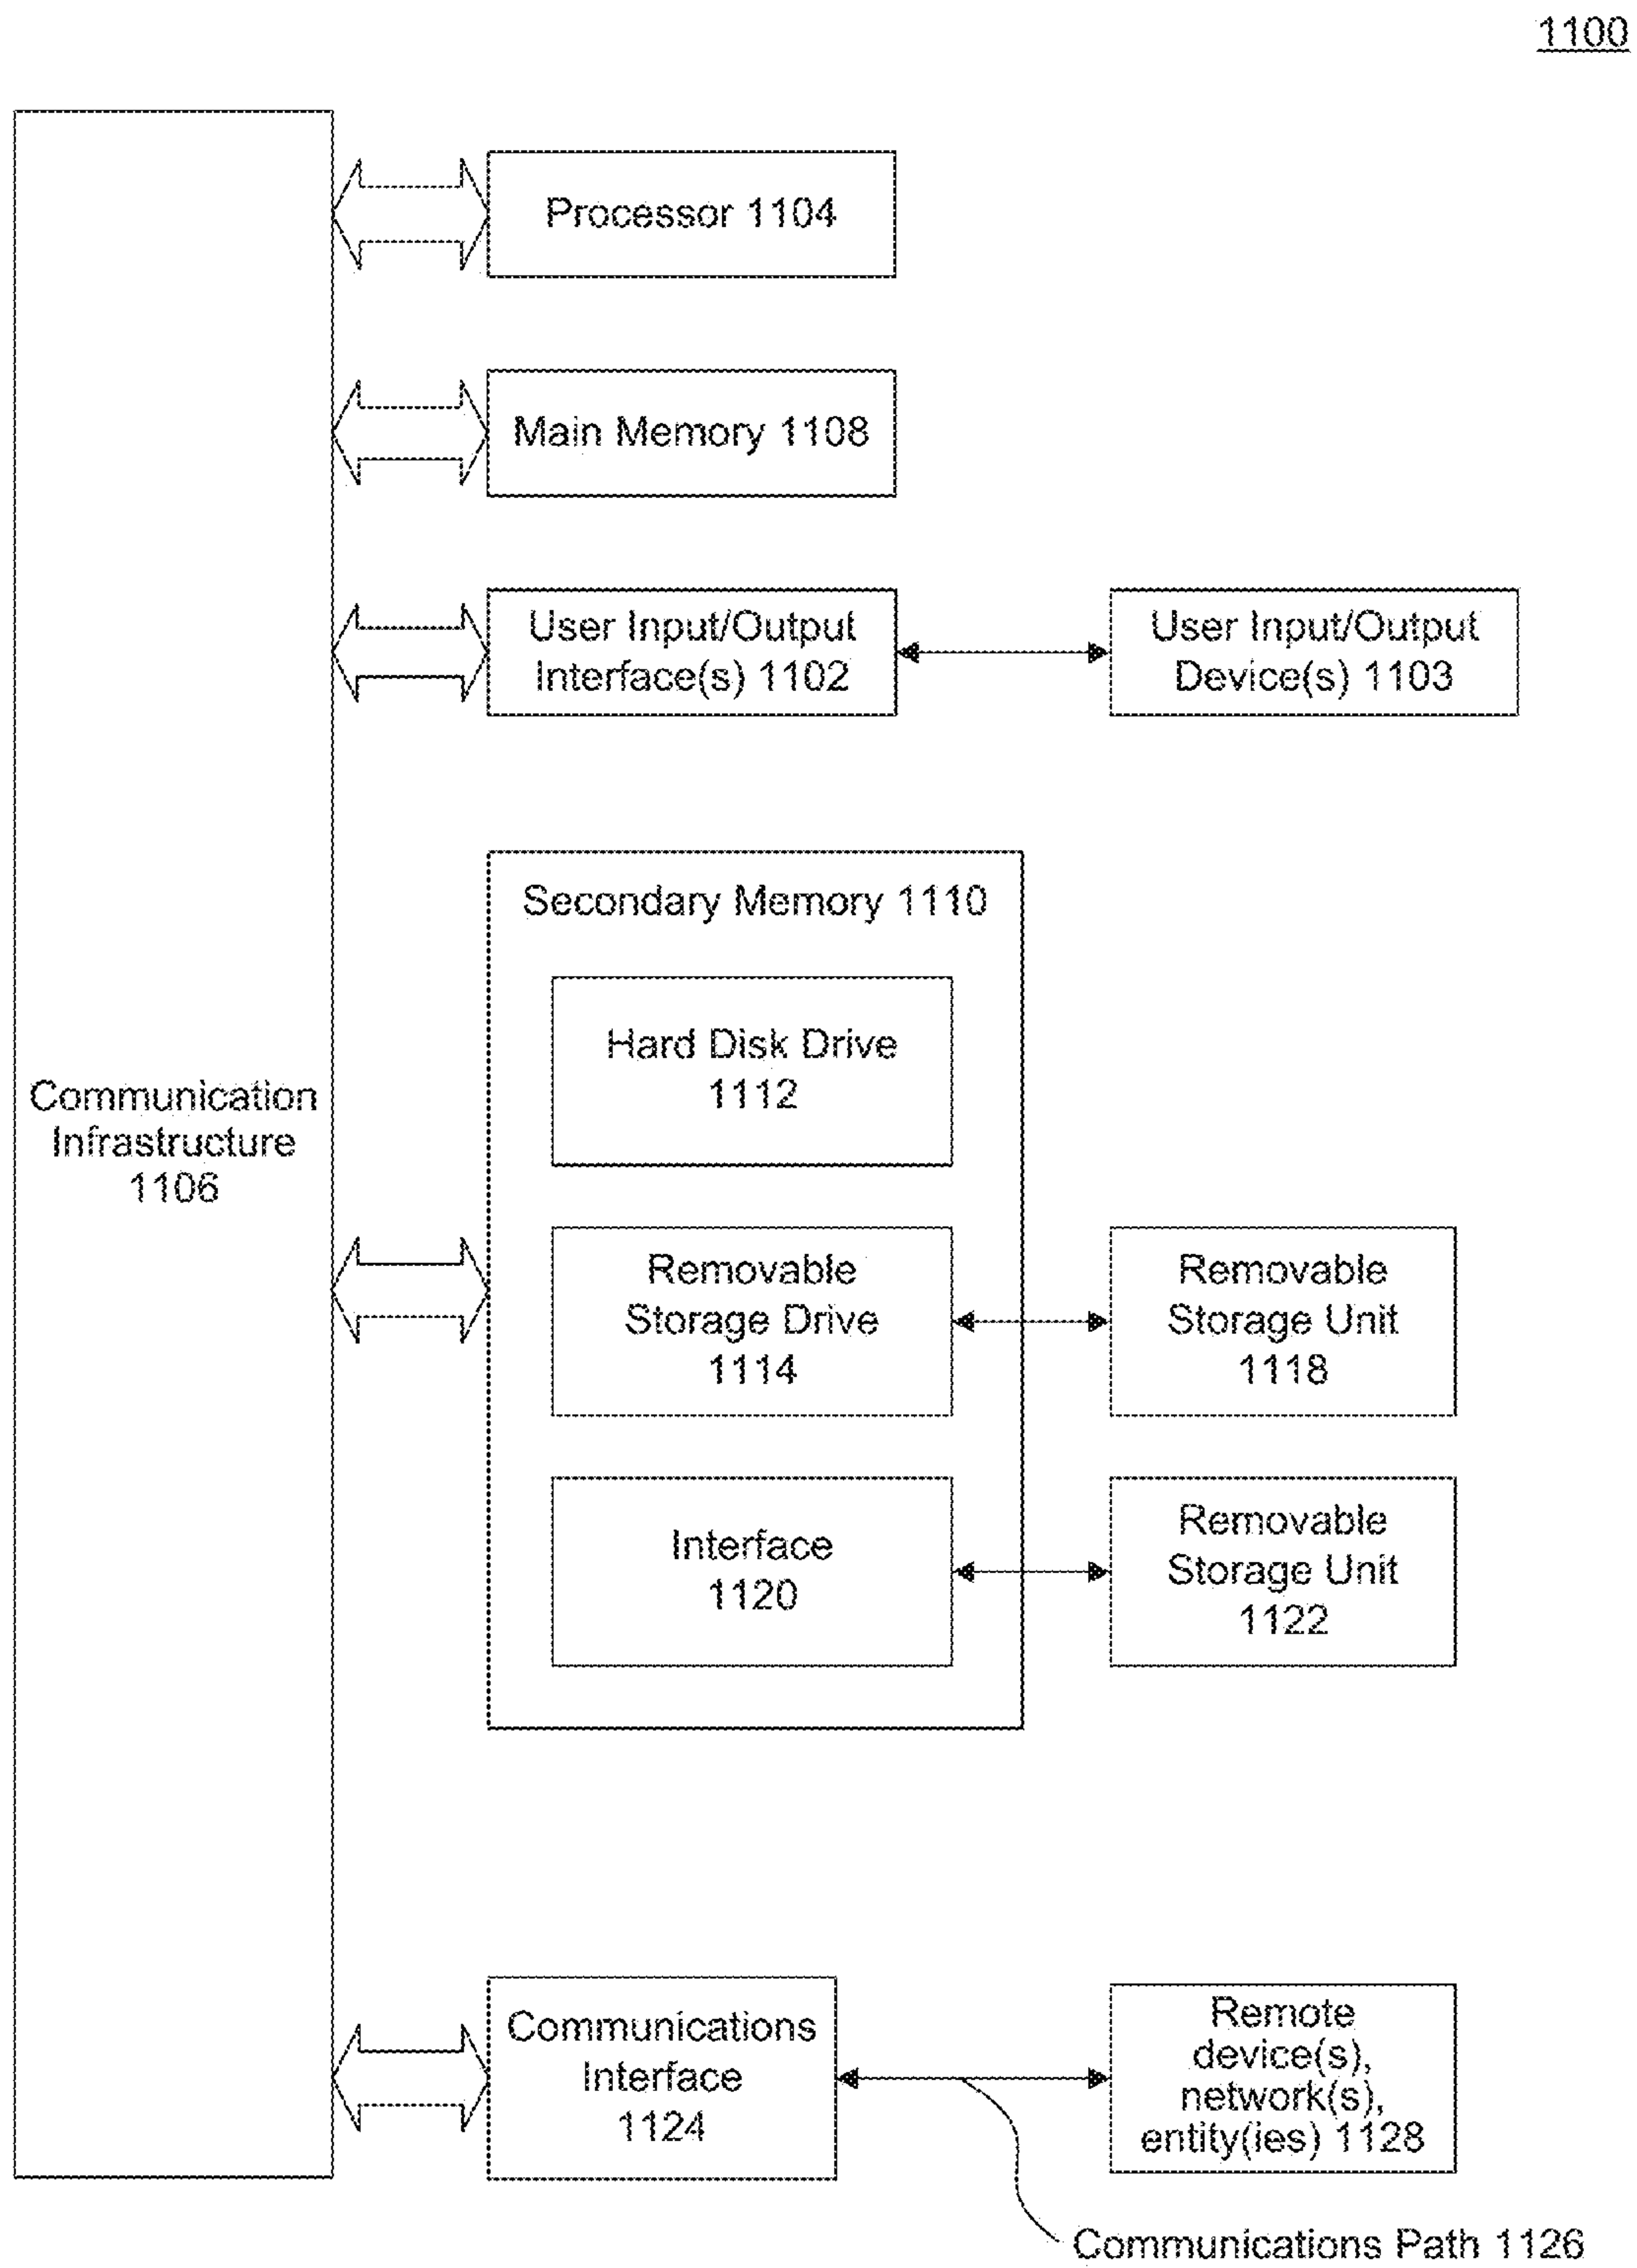 1100
Processor 1104
Main Memory 1108
User Input/Output
Interface(s) 1102
User Input/Output
Device(s) 1103
Secondary Memory 1110
Hard Disk Drive
1112
Communication
Infrastructure
1106
Removable
Storage Drive
1114
Removable
Storage Unit
1118
Interface
1120
Removable
Storage Unit
1122
Communications
Interface
1124
Remote
device(s),
network(s),
entity(ies) 1128
Communications Path 1126